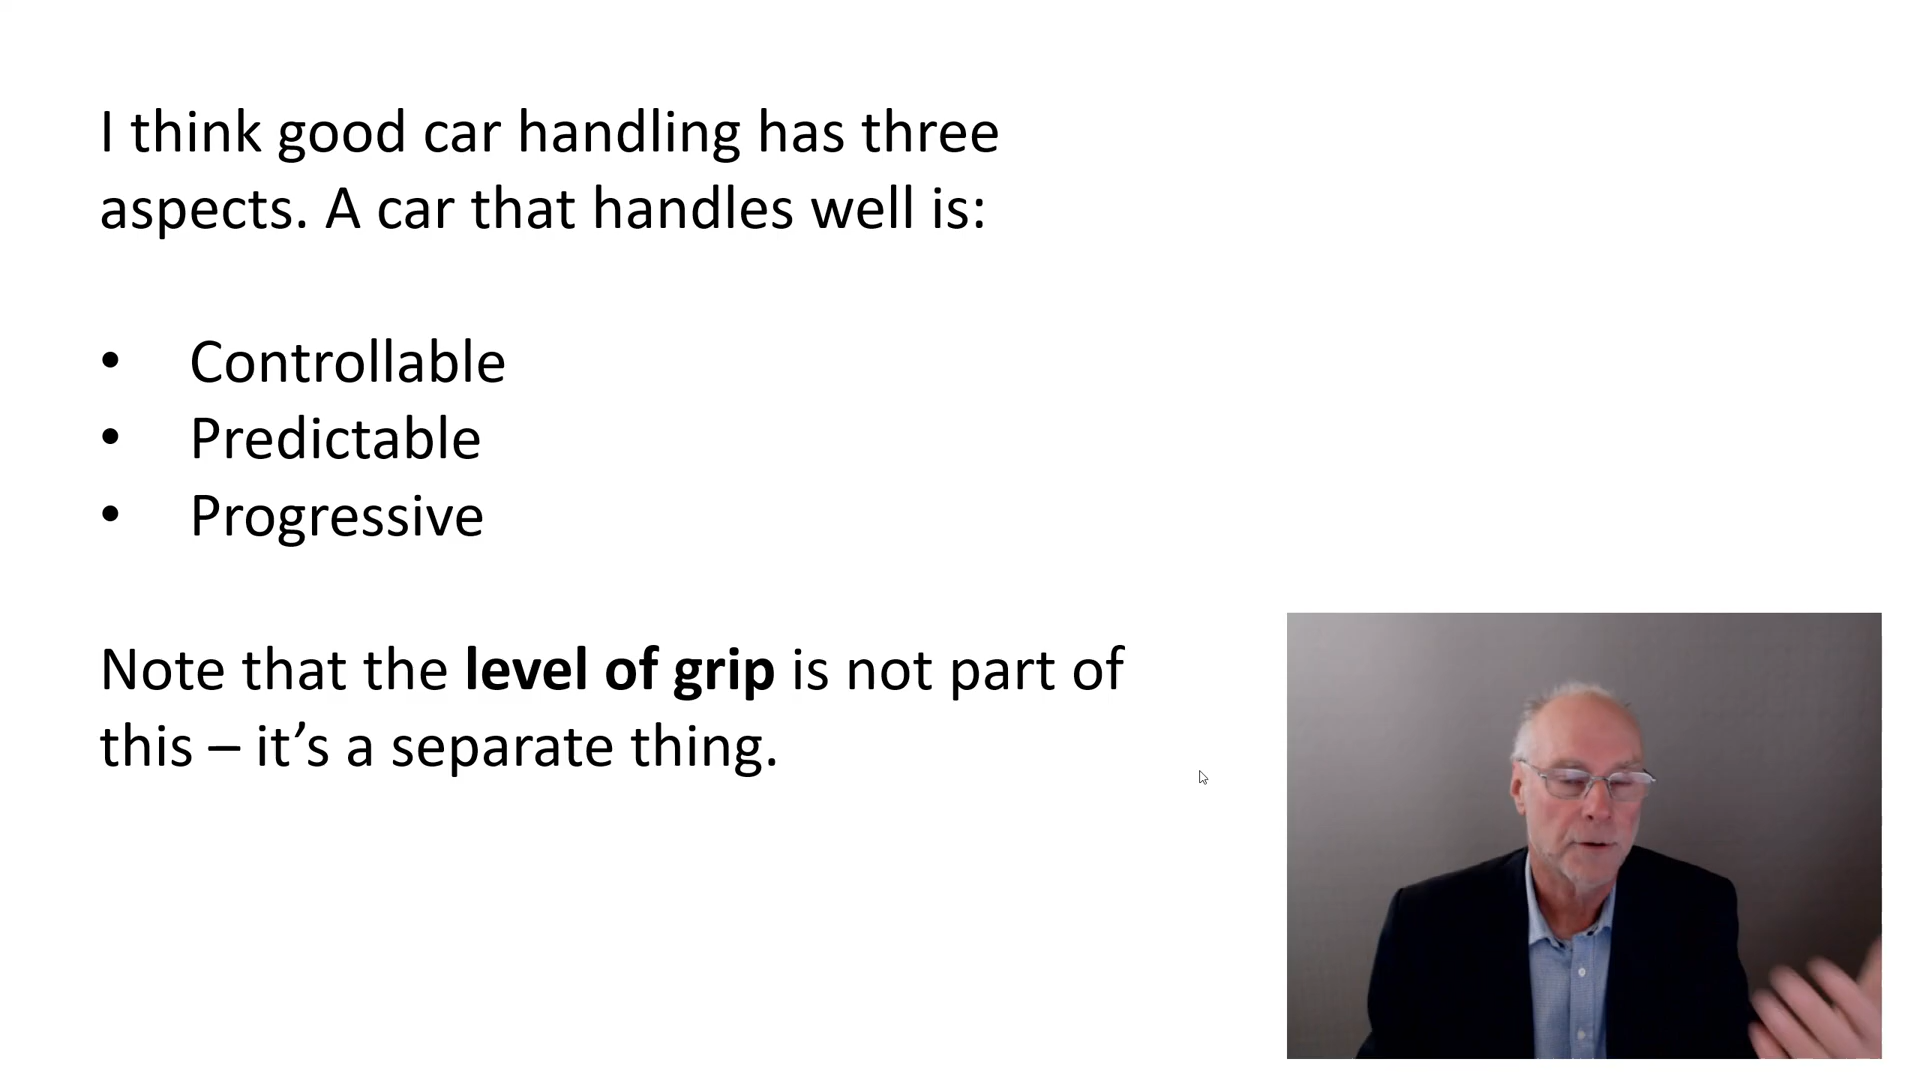 I think good car handling has three
aspects. A car that handles well is:
• Controllable
• Predictable
• Progressive
Note that the level of grip is not part of
this – it’s a separate thing.